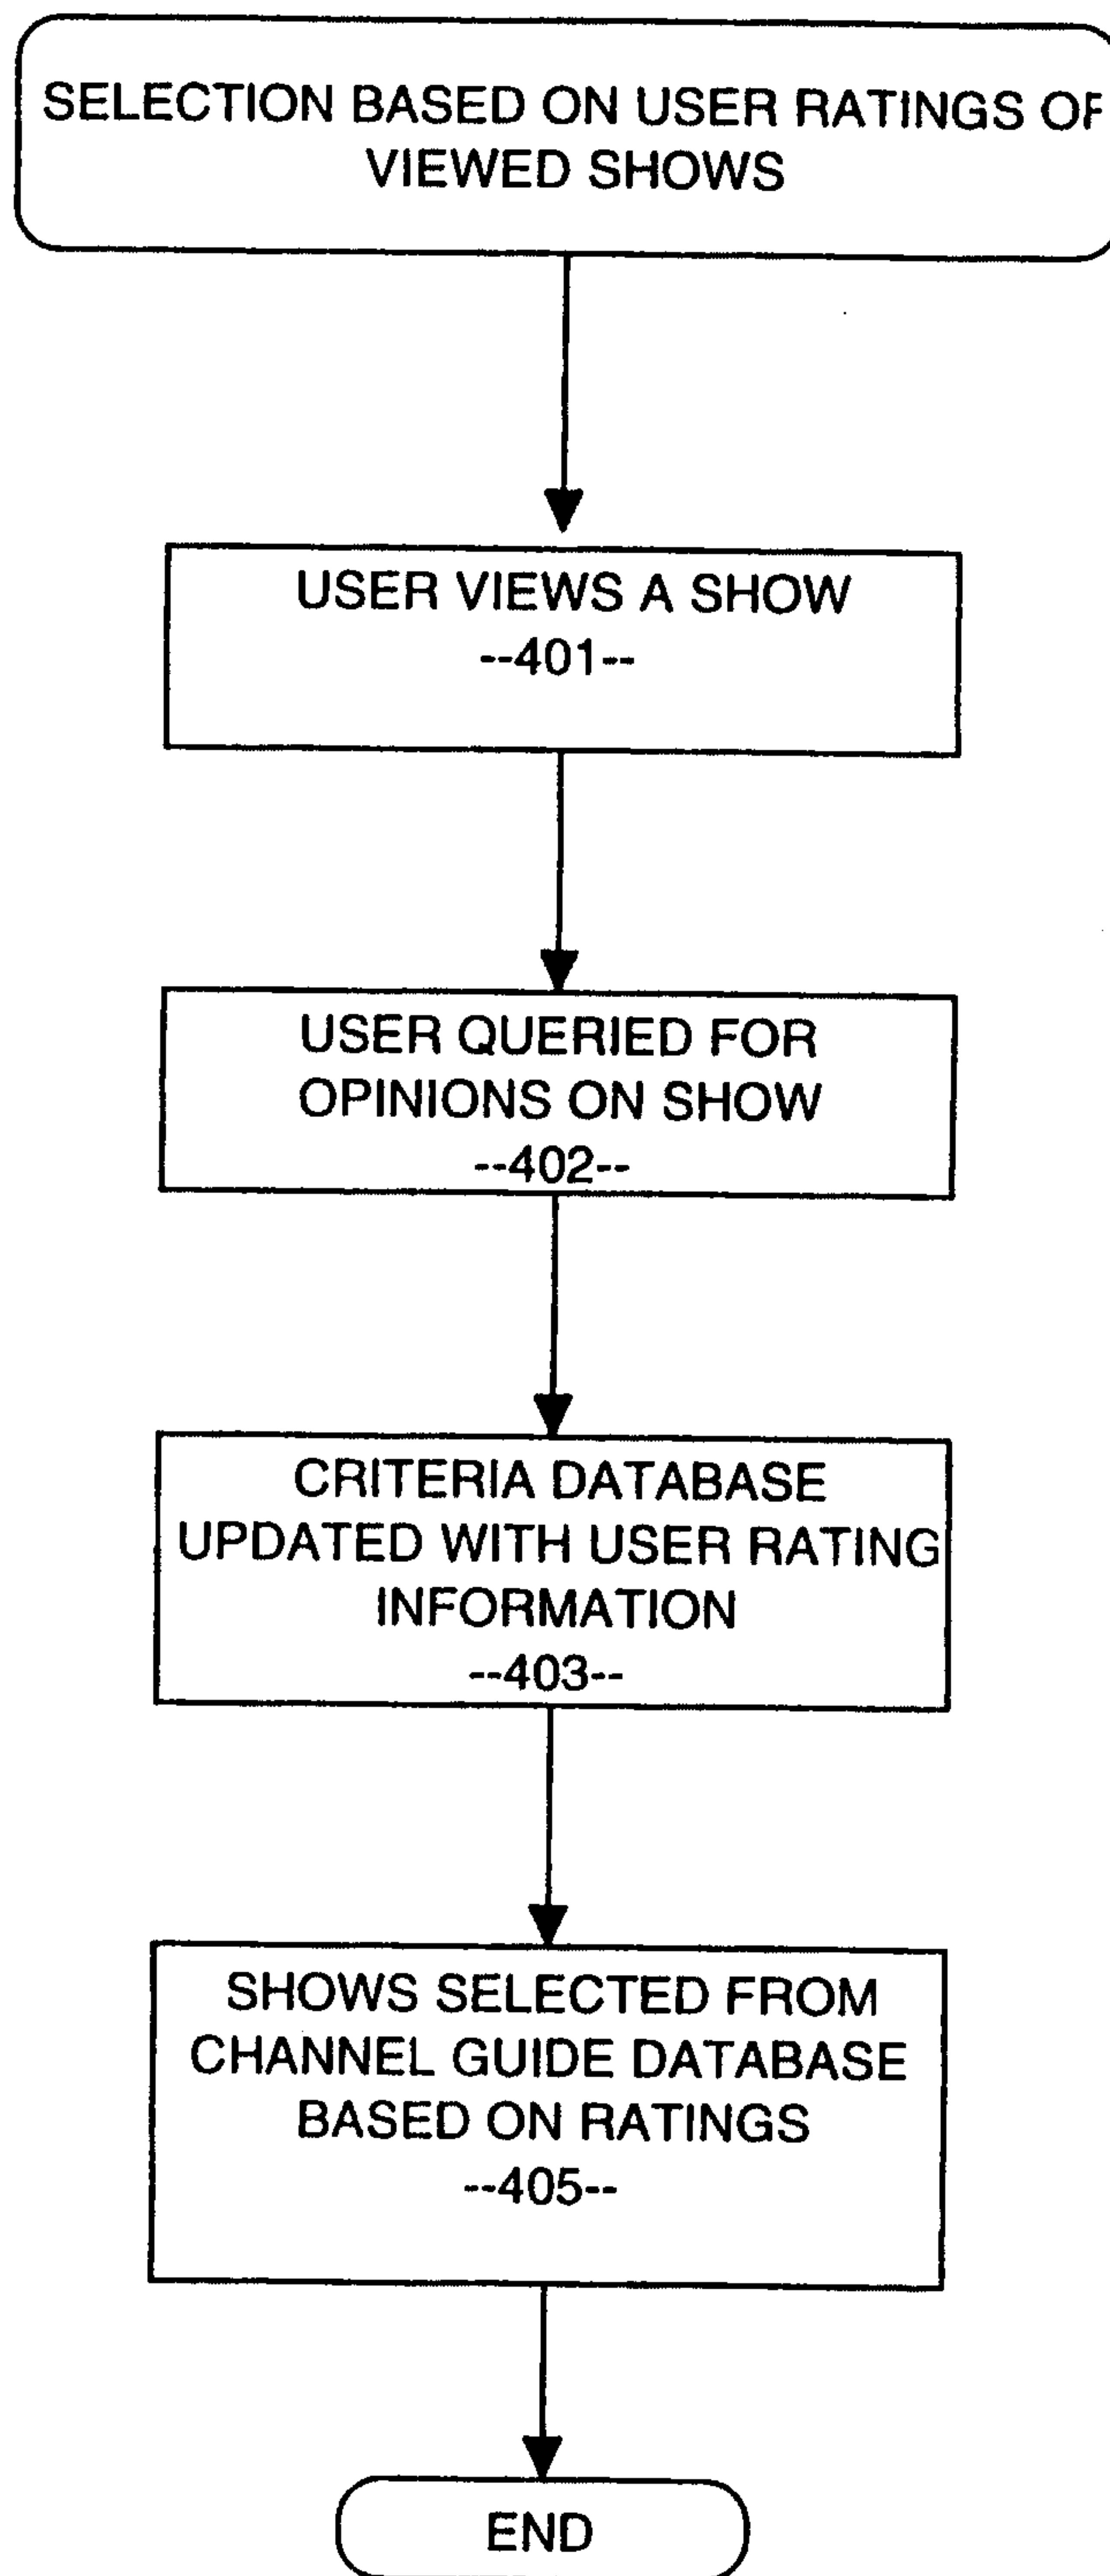 SELECTION BASED ON USER RATINGS OF
VIEWED SHOWS
USER VIEWS A SHOW
--401--
USER QUERIED FOR
OPINIONS ON SHOW
--402--
CRITERIA DATABASE
UPDATED WITH USER RATING
INFORMATION
--403--
SHOWS SELECTED FROM
CHANNEL GUIDE DATABASE
BASED ON RATINGS
--405--
END